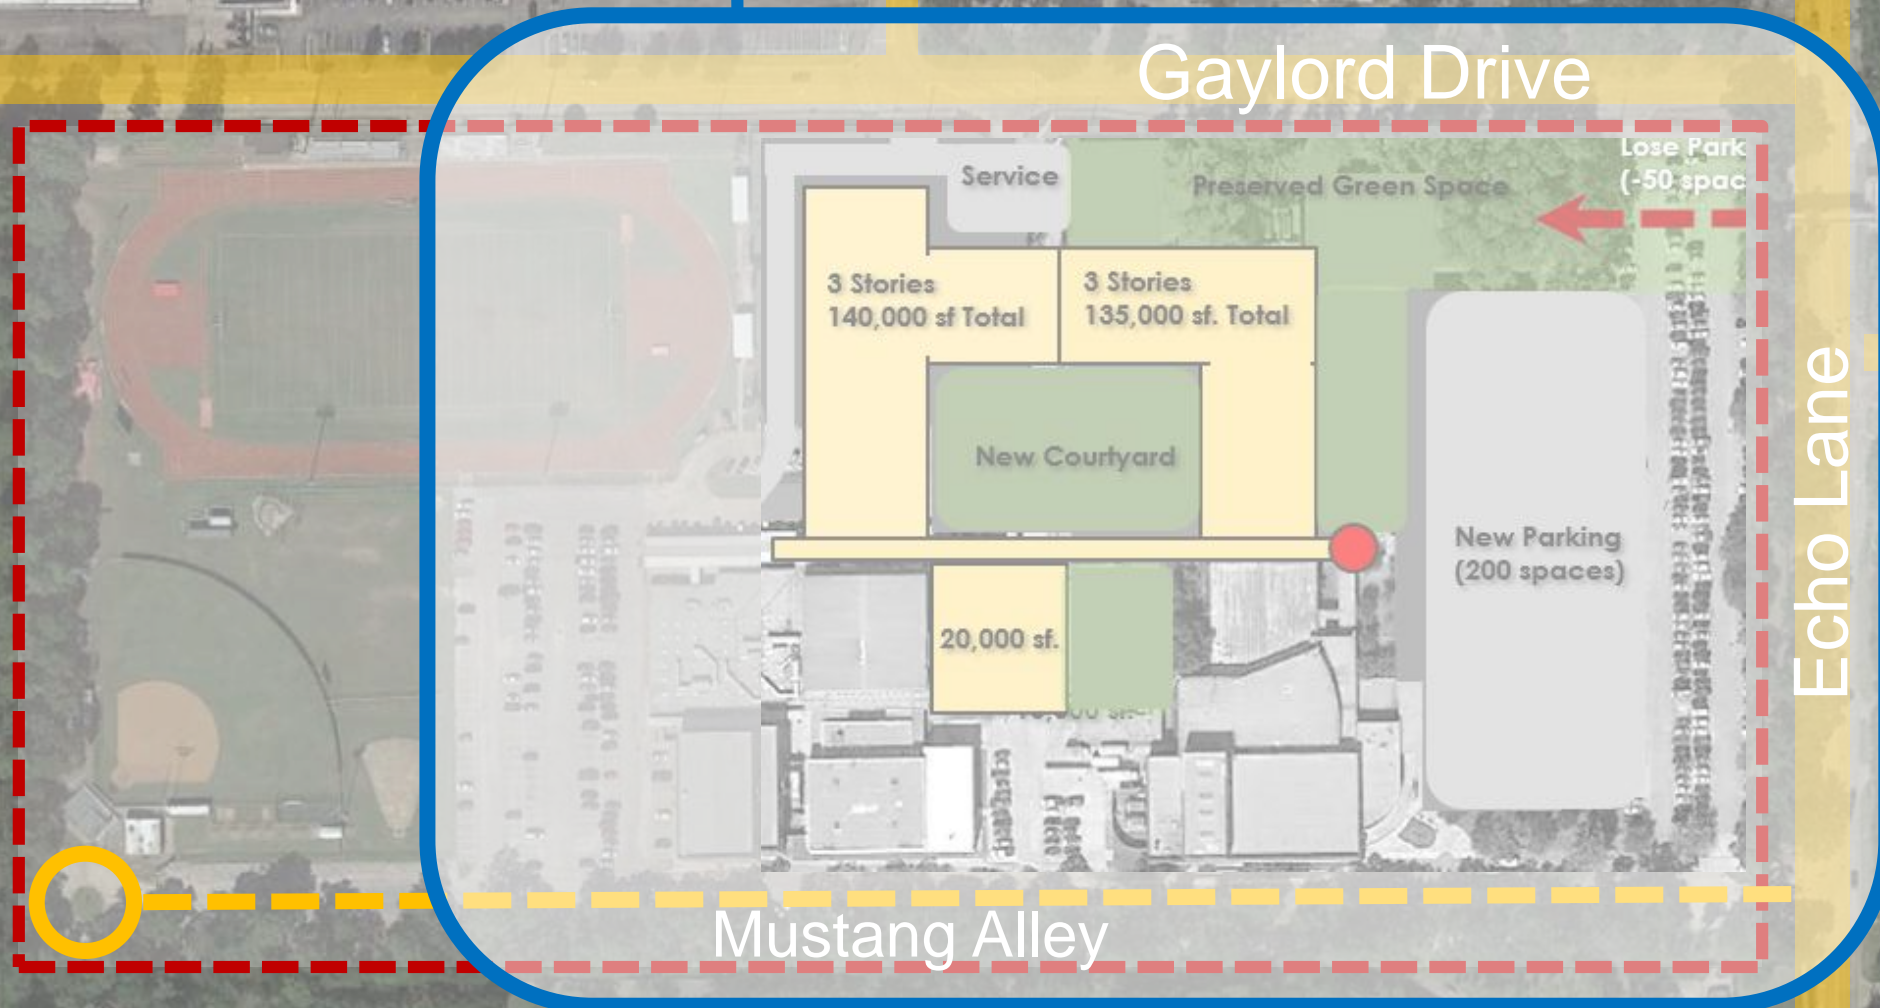 Gaylord Drive
Lose Park
(-50 spac
Service
Preserved Green Space
3 Stories
140,000 sf Total
3 Stories
135,000 sf. Total
New Courtyard
New Parking
(200 spaces)
Echo Lane
20,000 sf.
Mustang Alley